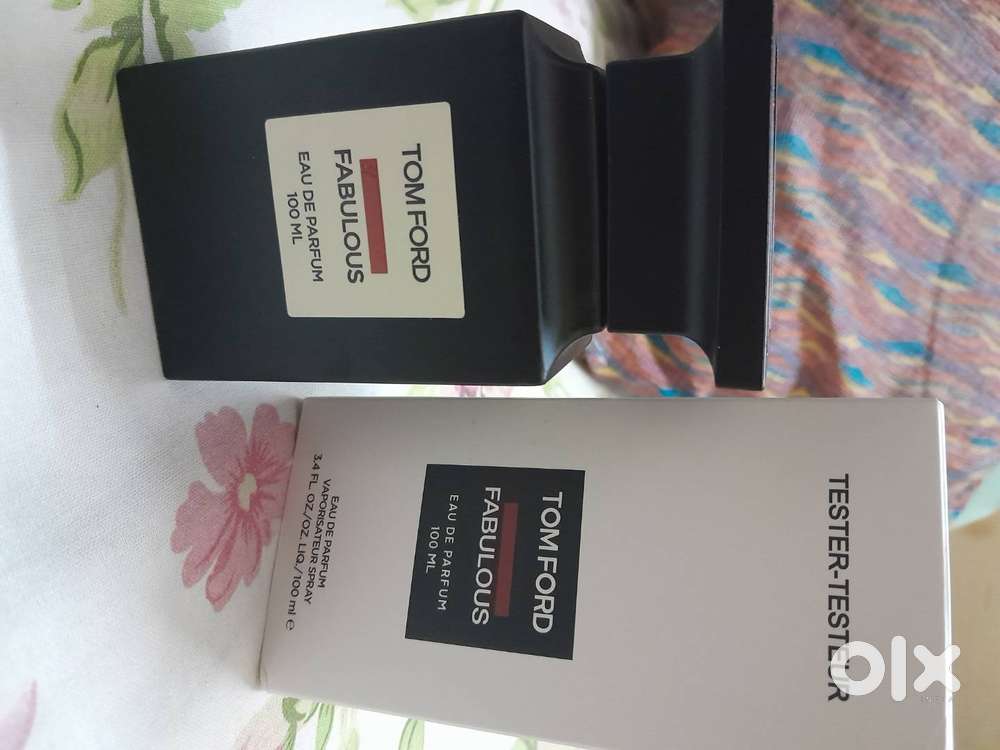 TOM FORD
FABULOUS
EAU DE PARFUM
100 ML
TESTER-TESTEUR
TOM FORD
FABULOUS
EAU DE PARFUM
100 ML
EAU DE PARFUM
VAPORISATEUR SPRAY
3.4 FL. OZ./OZ. LIQ./100 ml e
olx
INDIA